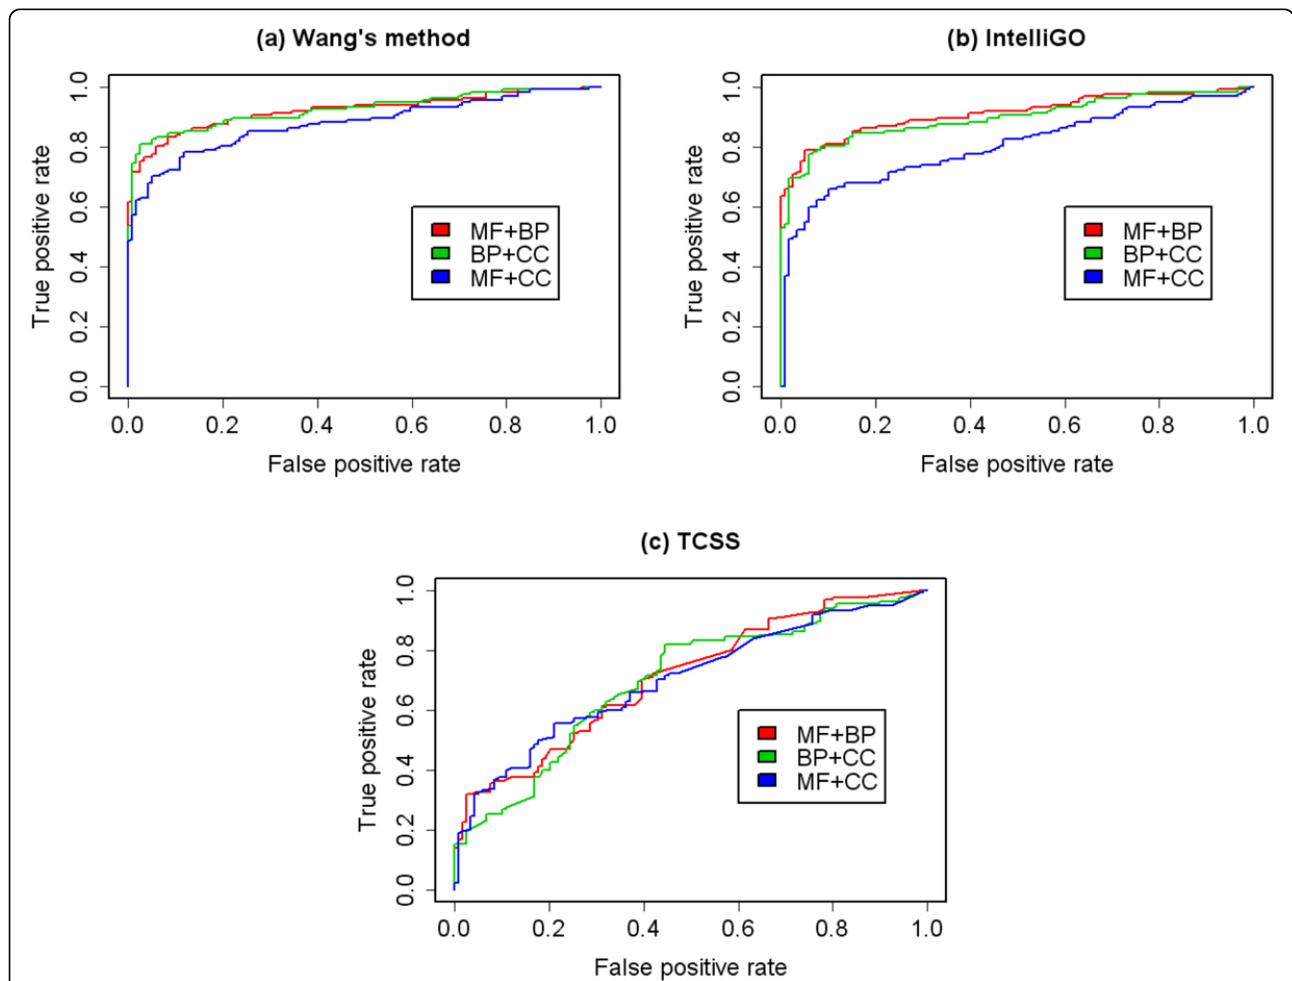 (a) Wang's method
True positive rate
0.0 0.2 0.4 0.6 0.8 1.0
MF+BP
BP+CC
MF+CC
0.0 0.2 0.4 0.6 0.8 1.0
False positive rate
(b) IntelliGO
True positive rate
0.0 0.2 0.4 0.6 0.8 1.0
MF+BP
BP+CC
MF+CC
0.0 0.2 0.4 0.6 0.8 1.0
False positive rate
(c) TCSS
True positive rate
0.0 0.2 0.4 0.6 0.8 1.0
MF+BP
BP+CC
MF+CC
0.0 0.2 0.4 0.6 0.8 1.0
False positive rate